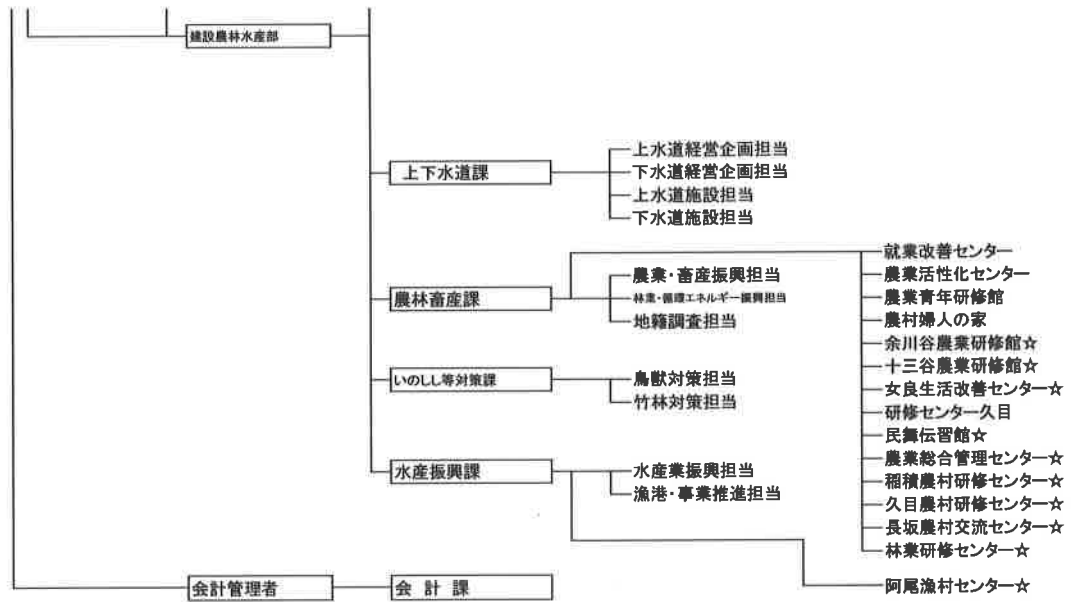 建設農林水産部
上下水道課
上水道経営企画担当
下水道経営企画担当
上水道施設担当
下水道施設担当
農林畜産課
農業・畜産振興担当
林業・循環エネルギー振興担当
地籍調査担当
就業改善センター
農業活性化センター
農業青年研修館
農村婦人の家
余川谷農業研修館☆
十三谷農業研修館☆
女良生活改善センター☆
研修センター久目
民舞伝習館☆
農業総合管理センター☆
稲積農村研修センター☆
久目農村研修センター☆
長坂農村交流センター☆
林業研修センター☆
いのしし等対策課
鳥獣対策担当
竹林対策担当
水産振興課
水産業振興担当
漁港・事業推進担当
阿尾漁村センター☆
会計管理者
会 計 課